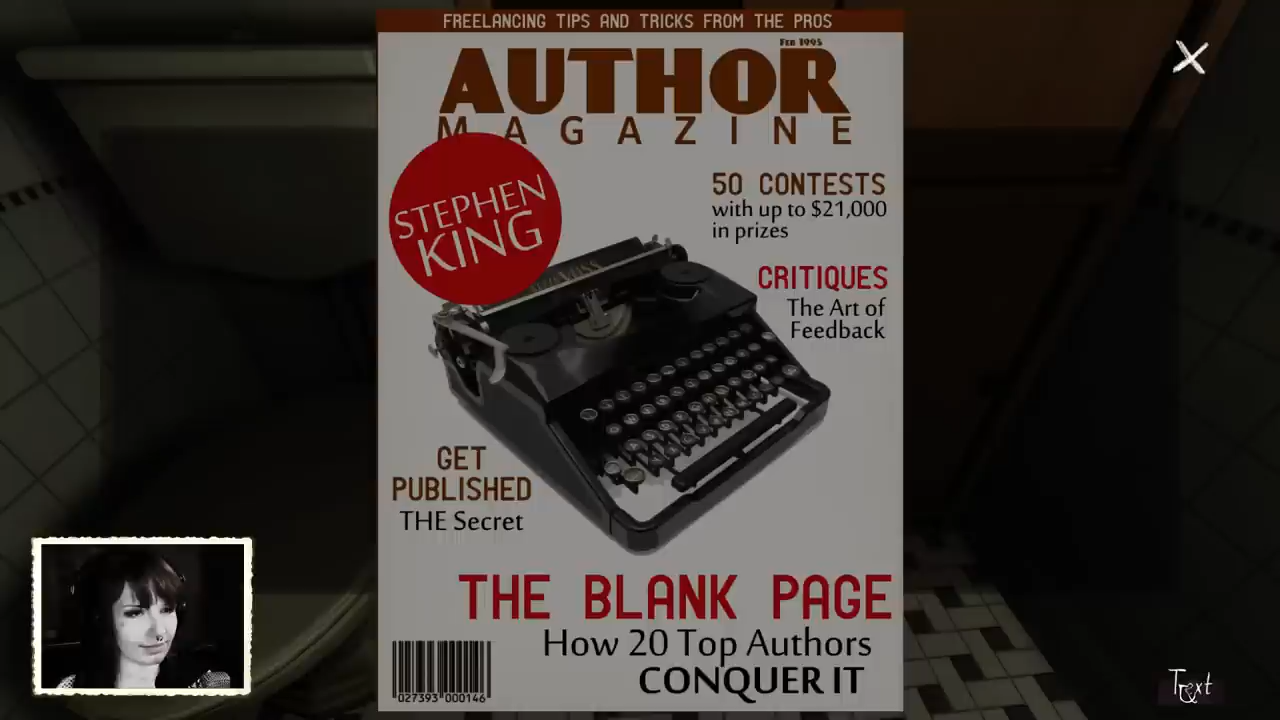 FREELANCING TIPS AND TRICKS FROM THE PROS
FEB 1995
AUTHOR
MAGAZINE
STEPHEN
KING
50 CONTESTS
with up to $21,000
in prizes
CRITIQUES
The Art of
Feedback
GET
PUBLISHED
THE Secret
THE BLANK PAGE
How 20 Top Authors
CONQUER IT
027393 000146
Text